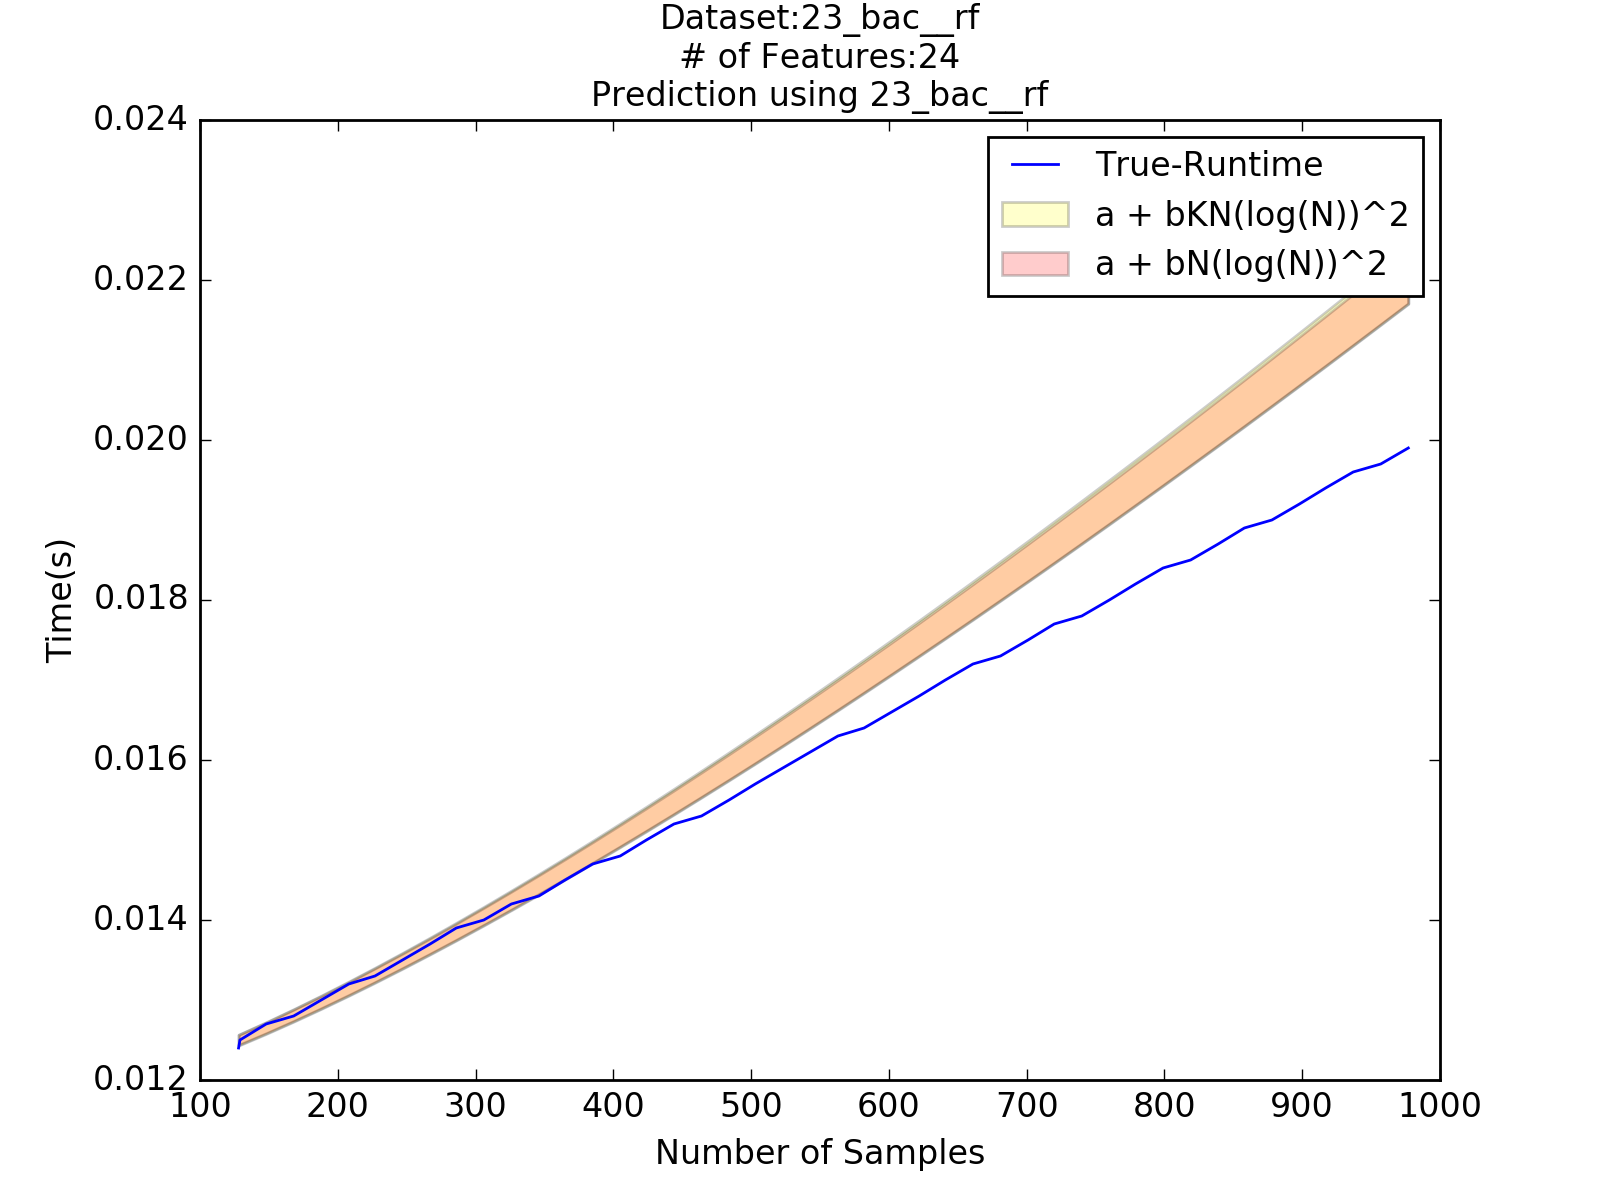 Dataset:23_bac__rf
# of Features:24
Prediction using 23_bac__rf
0.024
0.022
0.020
0.018
0.016
0.014
0.012
Time(s)
True-Runtime
a + bKN(log(N))^2
a + bN(log(N))^2
100 200 300 400 500 600 700 800 900 1000
Number of Samples